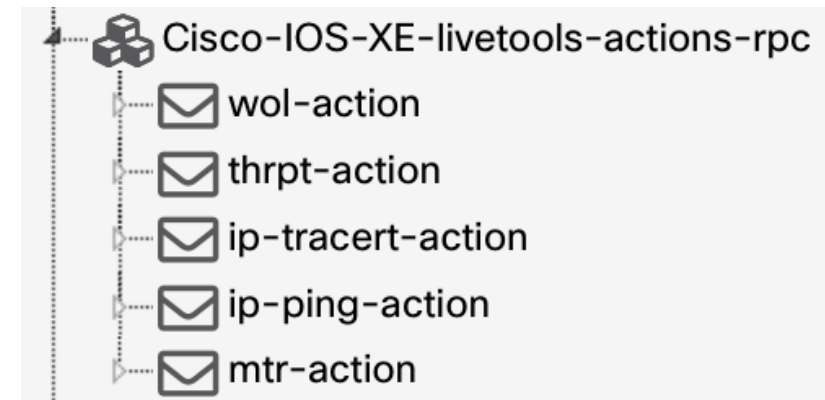 Cisco-IOS-XE-livetools-actions-rpc
wol-action
thrpt-action
ip-tracert-action
ip-ping-action
mtr-action